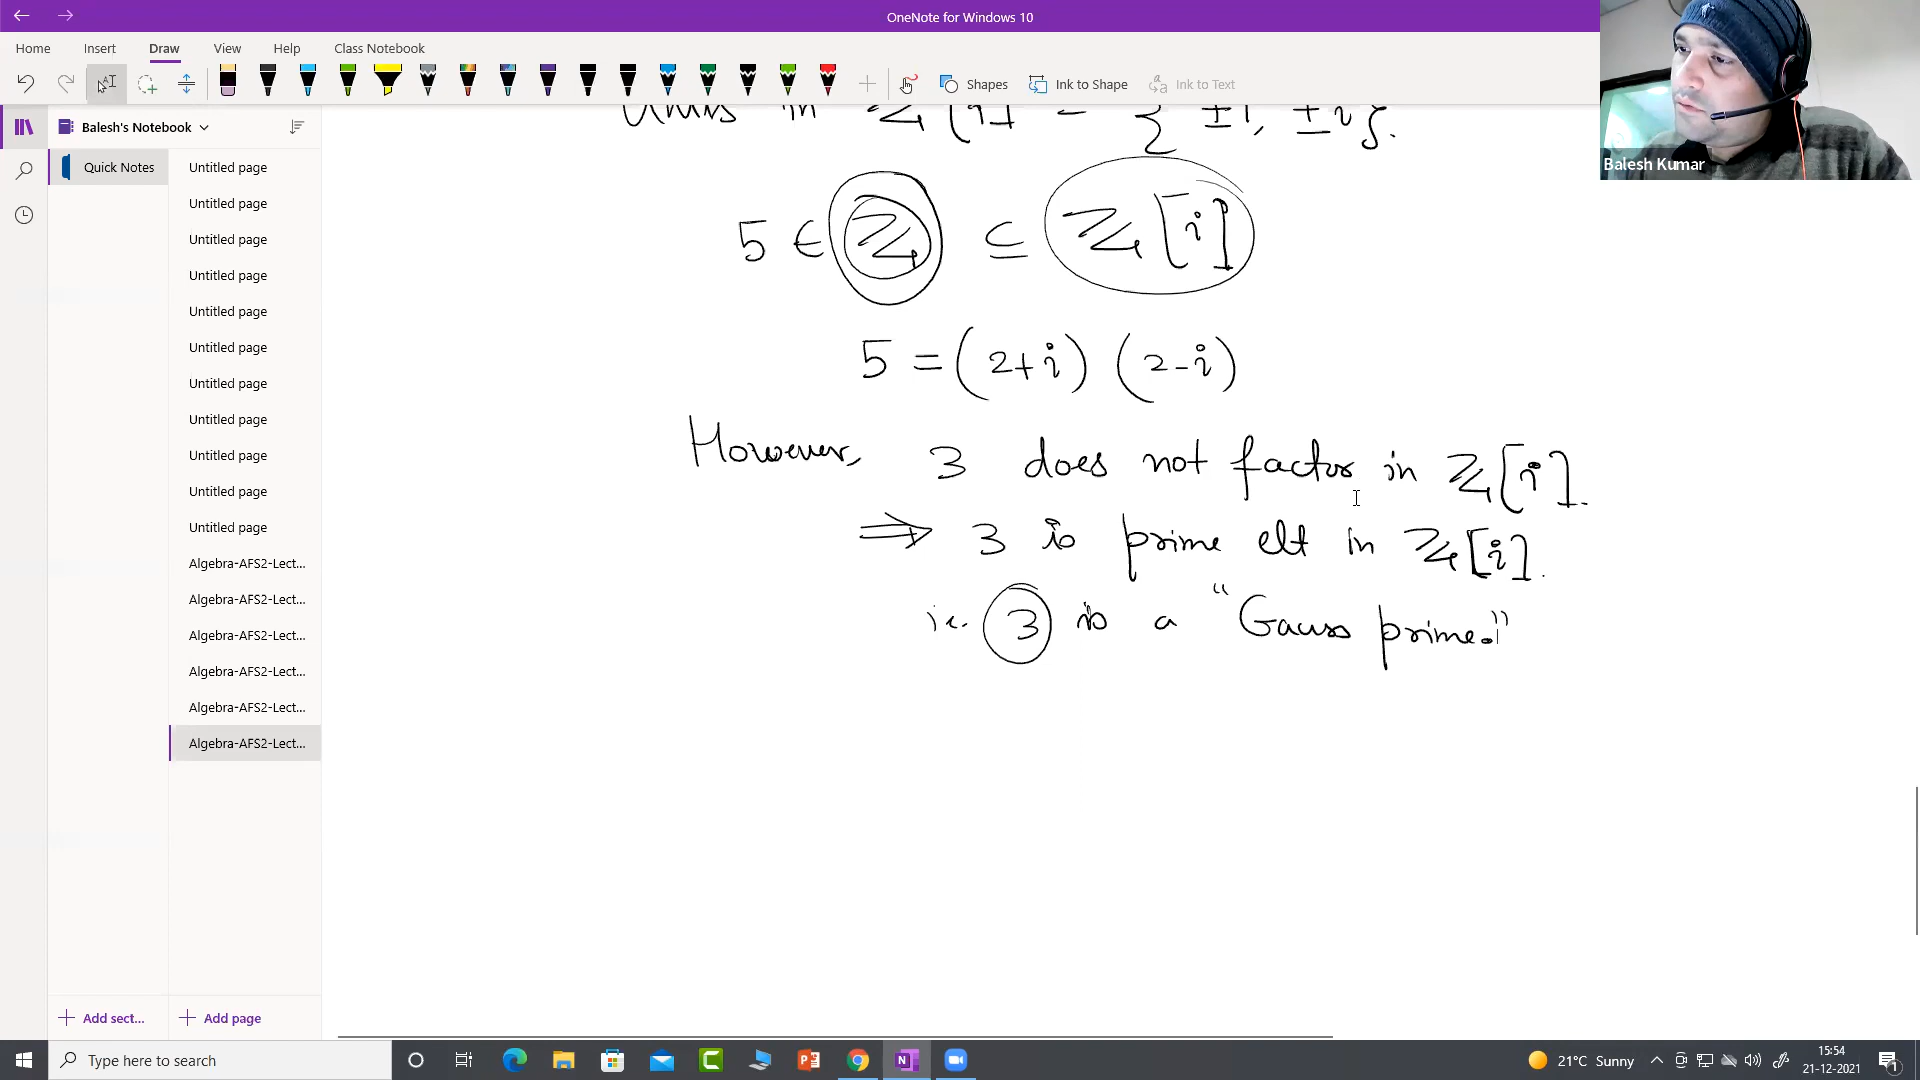 OneNote for Windows 10
Home Insert Draw View Help Class Notebook
Shapes Ink to Shape Ink to Text
Balesh's Notebook
Quick Notes
Untitled page
Untitled page
Untitled page
Untitled page
Untitled page
Untitled page
Untitled page
Untitled page
Untitled page
Untitled page
Untitled page
Algebra-AFS2-Lect...
Algebra-AFS2-Lect...
Algebra-AFS2-Lect...
Algebra-AFS2-Lect...
Algebra-AFS2-Lect...
Algebra-AFS2-Lect...
Add sect...
Add page
Units in ℤ[i] = { ±1, ±i}.
5 ∈ ℤ ⊆ ℤ[i]
5 = (2+i) (2-i)
However, 3 does not factor in ℤ[i].
⇒ 3 is prime elt in ℤ[i].
ie. 3 is a "Gauss prime."
Balesh Kumar
Type here to search
21°C Sunny
15:54
21-12-2021
1